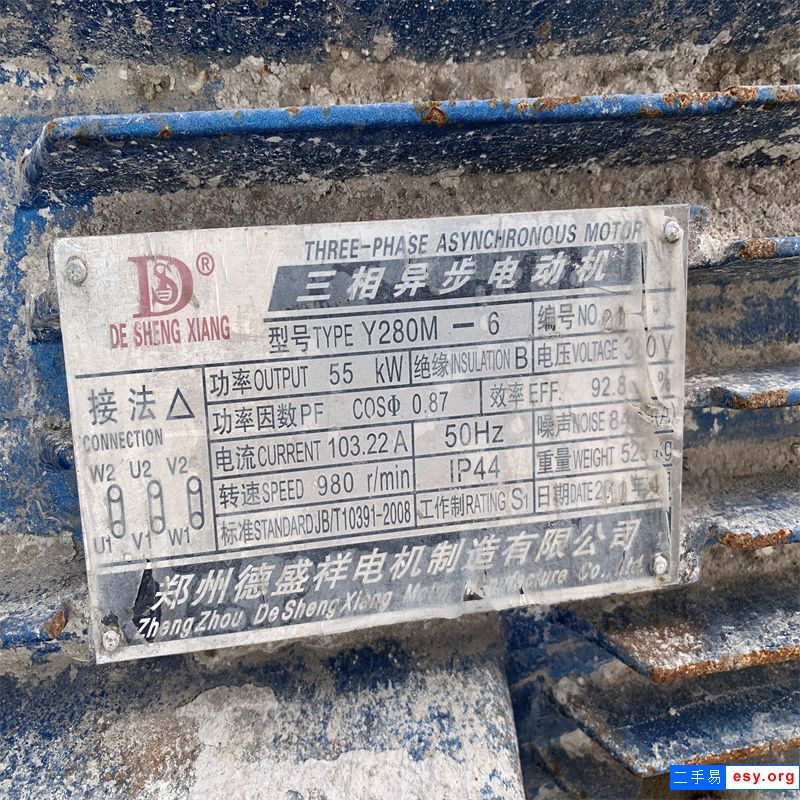 THREE-PHASE ASYNCHRONOUS MOTOR
三相异步电动机
DS®
DE SHENG XIANG
型号TYPE Y280M-6 编号NO.
功率OUTPUT 55 kW 绝缘INSULATION B 电压VOLTAGE
功率因数PF COSΦ 0.87 效率EFF. 92.8 %
电流CURRENT 103.22 A 50Hz 噪声NOISE
转速SPEED 980 r/min IP44 重量WEIGHT
标准STANDARD JB/T10391-2008 工作制RATING S1 日期DATE
接法 △
CONNECTION
W2 U2 V2
U1 V1 W1
郑州德盛祥电机制造有限公司
ZhengZhou DeShengXiang Motor Manufacture Co., Ltd.
二手易 esy.org